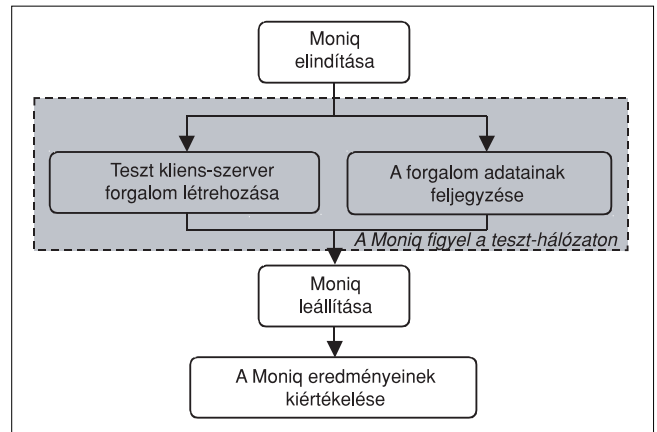 Moniq
elindítása
Teszt kliens-szerver
forgalom létrehozása
A forgalom adatainak
feljegyzése
A Moniq figyel a teszt-hálózaton
Moniq
leállítása
A Moniq eredményeinek
kiértékelése